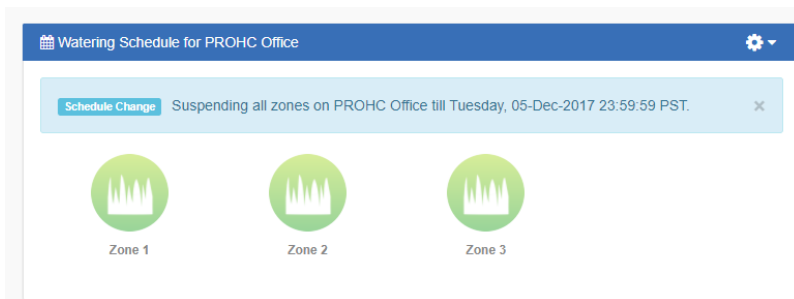 Watering Schedule for PROHC Office
Schedule Change Suspending all zones on PROHC Office till Tuesday, 05-Dec-2017 23:59:59 PST. ×
Zone 1 Zone 2 Zone 3